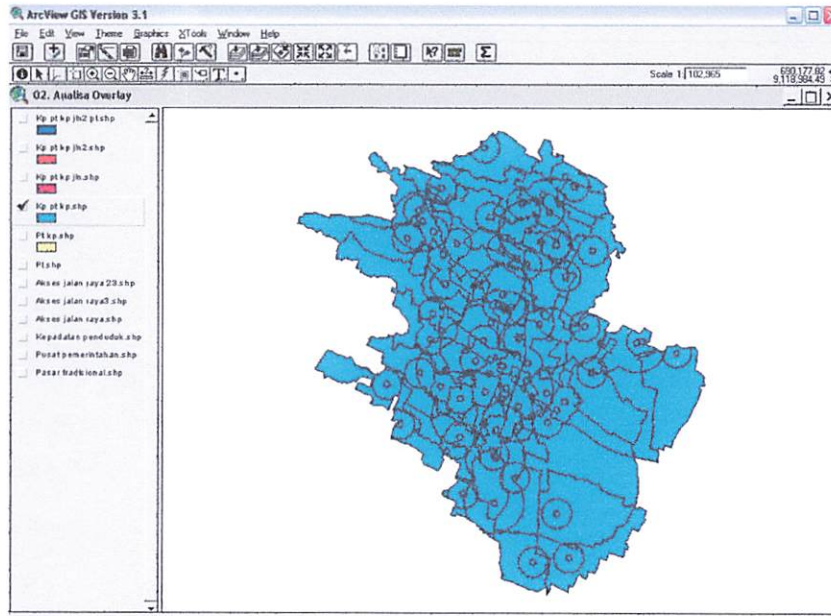 ArcView GIS Version 3.1
File Edit View Theme Graphics XTools Window Help
Scale 1: 102,965
690,177.82
9,118,984.49
02. Analisa Overlay
Kp pt kp jln2 pl.shp
Kp pt kp jln2.shp
Kp pt kp jln.shp
Kp pt kp.shp
Pt kp.shp
Pt.shp
Akses jalan raya 23.shp
Akses jalan raya3.shp
Akses jalan raya.shp
Kepadatan penduduk.shp
Pusat pemerintahan.shp
Pasar tradisional.shp